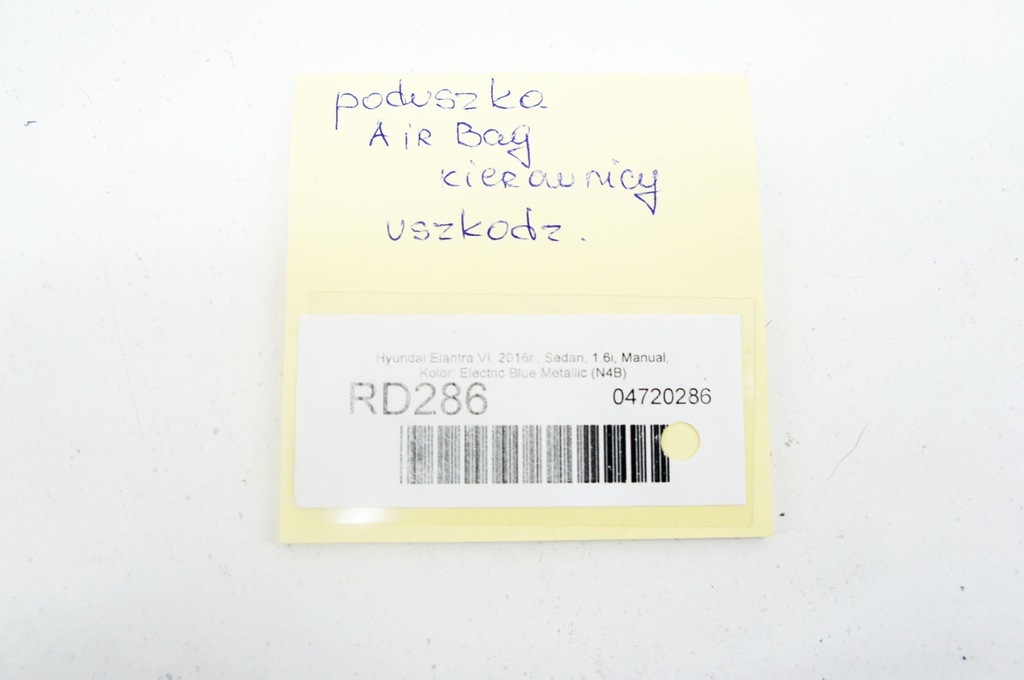 poduszka
AiR Bag
kierownicy
uszkodz.
Hyundai Elantra VI, 2016r., Sedan, 1.6i, Manual,
Kolor: Electric Blue Metallic (N4B)
RD286
04720286